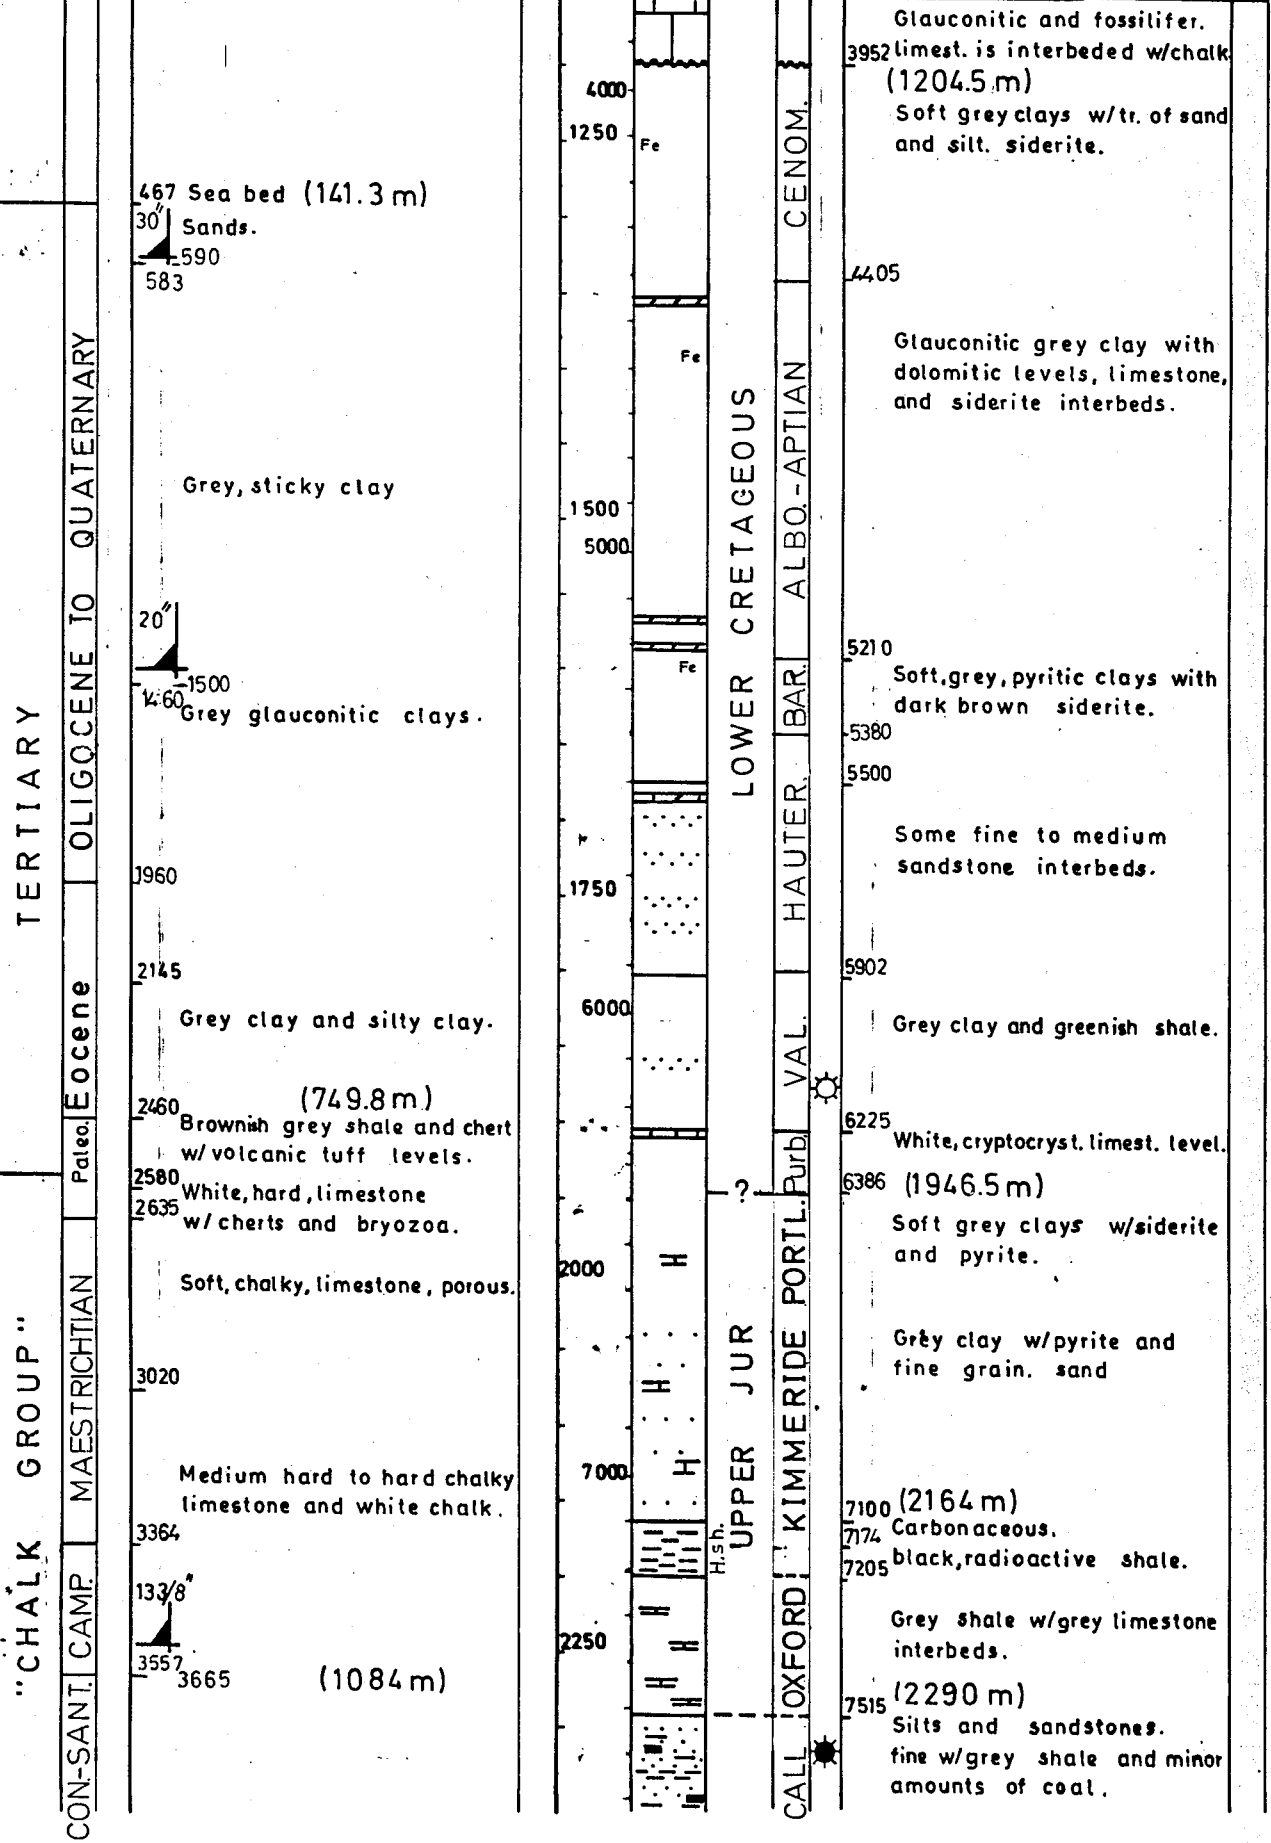 TERTIARY
"CHALK GROUP"
OLIGOCENE TO QUATERNARY
Eocene
Paleo.
MAESTRICHTIAN
CAMP.
CON-SANT.
467 Sea bed (141.3 m)
30"
Sands.
590
583
Grey, sticky clay
20"
1500
1460
Grey glauconitic clays.
1960
2145
Grey clay and silty clay.
(749.8 m)
2460
Brownish grey shale and chert
w/volcanic tuff levels.
2580
White, hard, limestone
2635
w/cherts and bryozoa.
Soft, chalky, limestone, porous.
3020
Medium hard to hard chalky
limestone and white chalk.
3364
13 3/8"
3557
3665
(1084 m)
4000
1250
1500
5000
1750
6000
2000
7000
2250
Fe
Fe
Fe
LOWER CRETAGEOUS
?
UPPER JUR
H.sh.
CENOM.
ALBO.-APTIAN
BAR.
HAUTER.
VAL.
Purb.
PORTL.
KIMMERIDE
OXFORD
CALL
Glauconitic and fossilifer.
3952 limest. is interbeded w/chalk
(1204.5 m)
Soft grey clays w/tr. of sand
and silt. siderite.
4405
Glauconitic grey clay with
dolomitic levels, limestone,
and siderite interbeds.
5210
Soft, grey, pyritic clays with
dark brown siderite.
5380
5500
Some fine to medium
sandstone interbeds.
5902
Grey clay and greenish shale.
6225
White, cryptocryst. limest. level.
6386 (1946.5 m)
Soft grey clays w/siderite
and pyrite.
Grey clay w/pyrite and
fine grain. sand
7100 (2164 m)
7174 Carbonaceous.
black, radioactive shale.
7205
Grey shale w/grey limestone
interbeds.
7515 (2290 m)
Silts and sandstones.
fine w/grey shale and minor
amounts of coal.